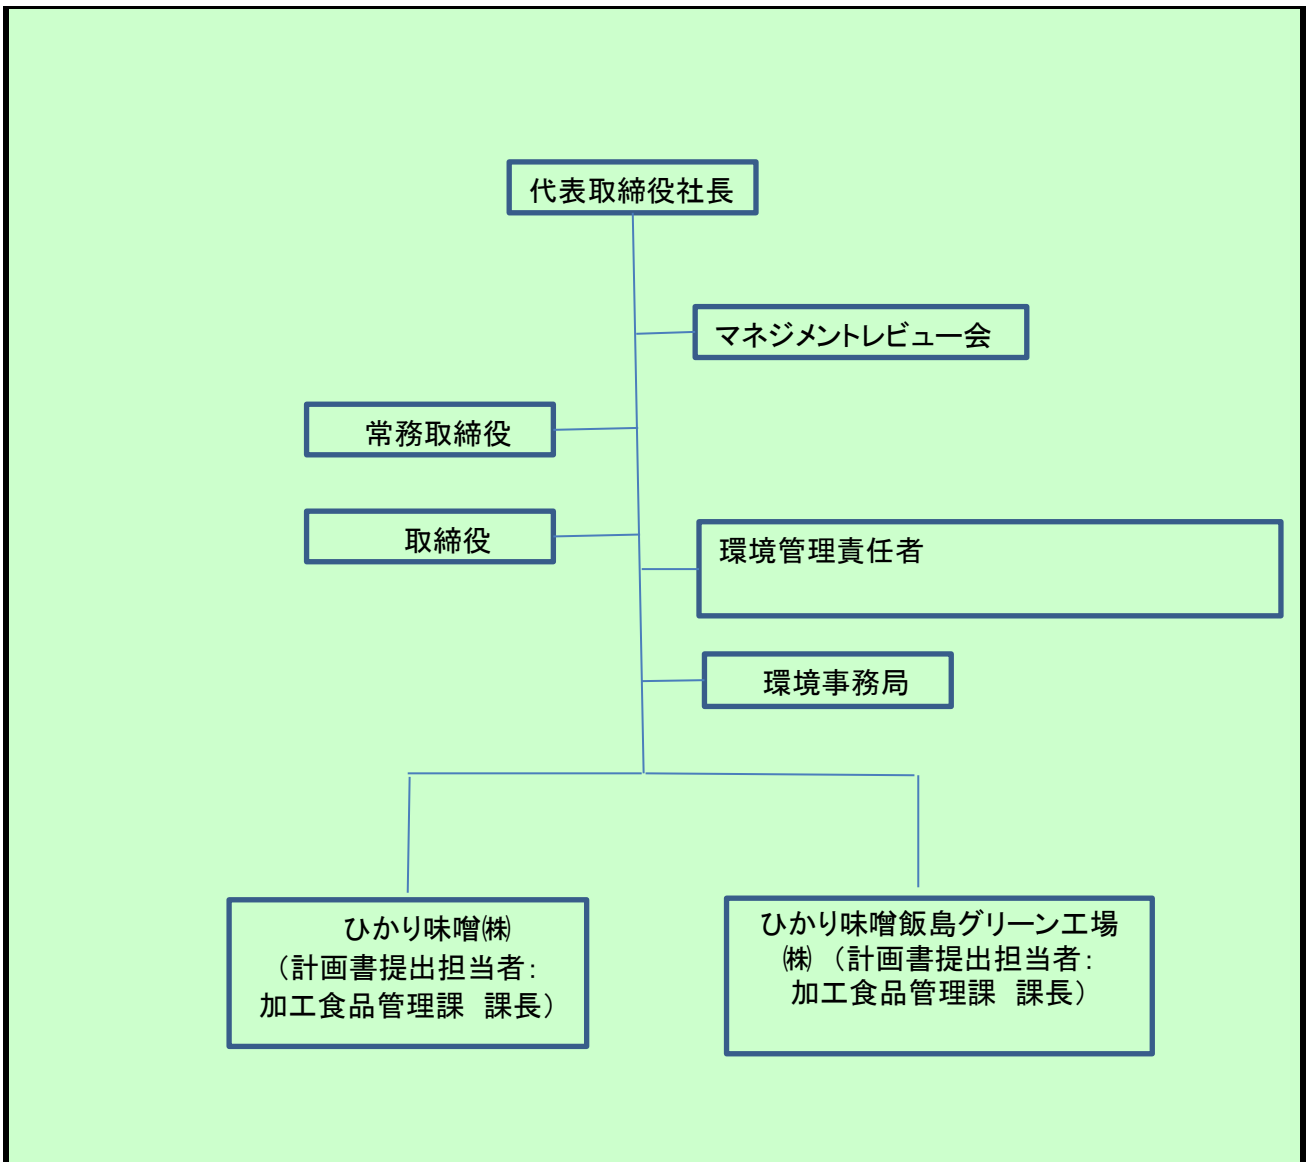 代表取締役社長
マネジメントレビュー会
常務取締役
取締役
環境管理責任者
環境事務局
ひかり味噌㈱
（計画書提出担当者：
加工食品管理課　課長）
ひかり味噌飯島グリーン工場
㈱　（計画書提出担当者：
加工食品管理課　課長）